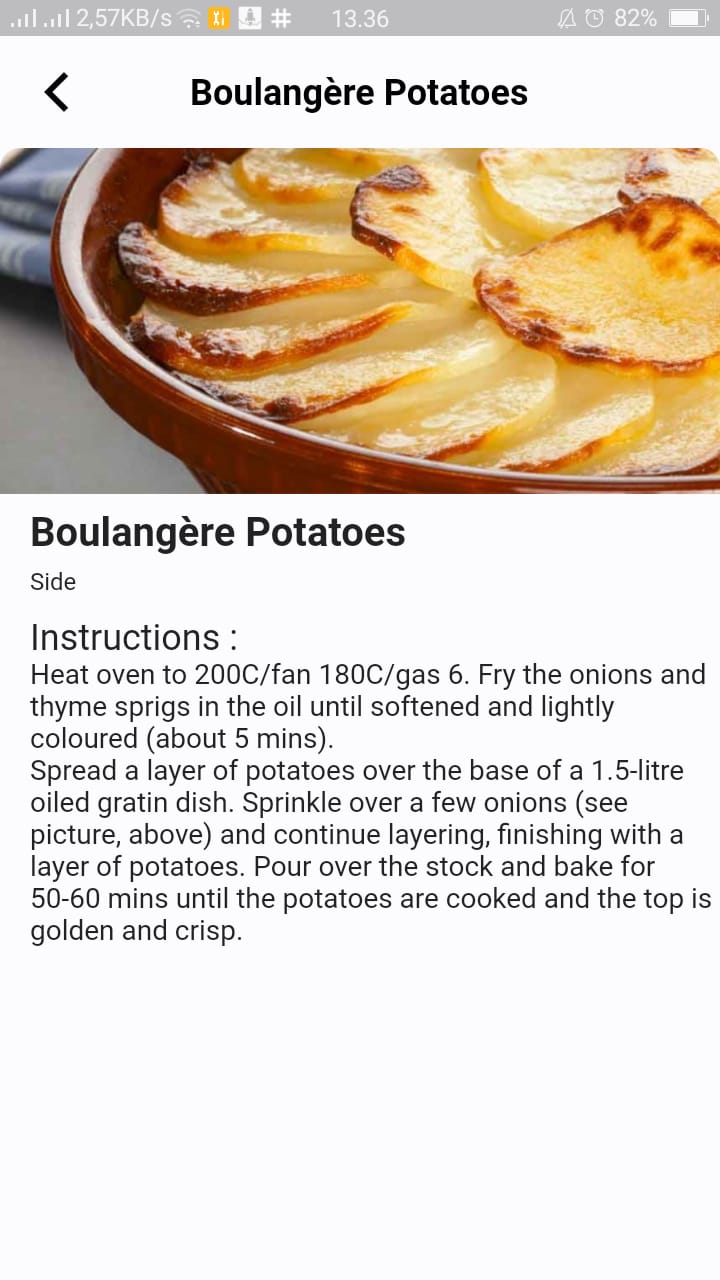 2,57KB/s 13.36 82%
Boulangère Potatoes
Boulangère Potatoes
Side
Instructions :
Heat oven to 200C/fan 180C/gas 6. Fry the onions and
thyme sprigs in the oil until softened and lightly
coloured (about 5 mins).
Spread a layer of potatoes over the base of a 1.5-litre
oiled gratin dish. Sprinkle over a few onions (see
picture, above) and continue layering, finishing with a
layer of potatoes. Pour over the stock and bake for
50-60 mins until the potatoes are cooked and the top is
golden and crisp.